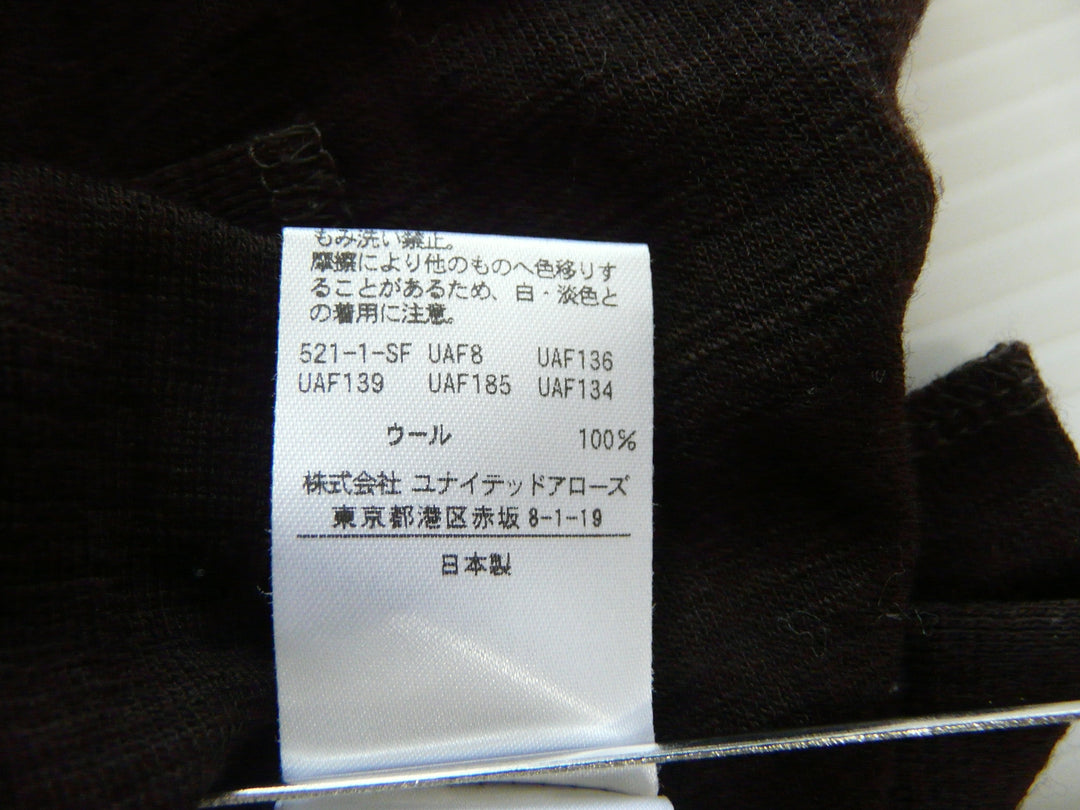 もみ洗い禁止。
摩擦により他のものへ色移りす
ることがあるため、白・淡色と
の着用に注意。
521-1-SF UAF8 UAF136
UAF139 UAF185 UAF134
ウール 100%
株式会社 ユナイテッドアローズ
東京都港区赤坂 8-1-19
日本製